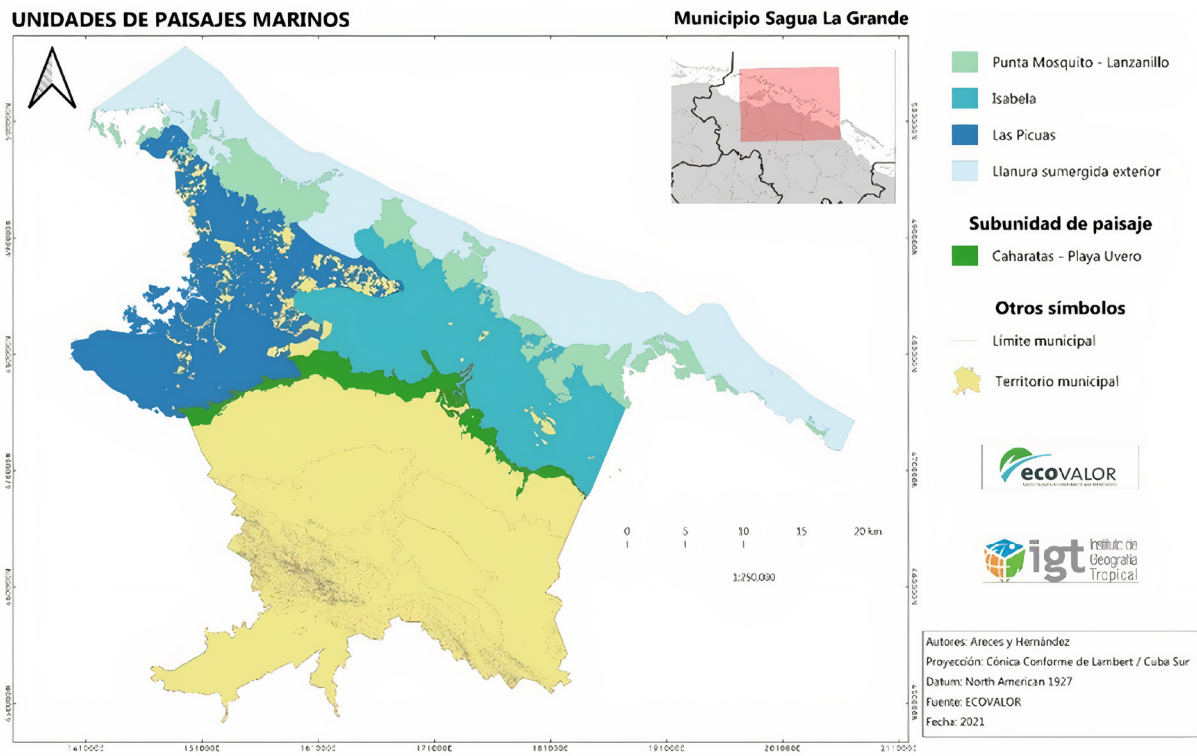 UNIDADES DE PAISAJES MARINOS
Municipio Sagua La Grande
Punta Mosquito - Lanzanillo
Isabela
Las Picuas
Llanura sumergida exterior
Subunidad de paisaje
Caharatas - Playa Uvero
Otros símbolos
Límite municipal
Territorio municipal
ecoVALOR
igt Instituto de
Geografía
Tropical
0 5 10 15 20 km
1:250,000
Autores: Areces y Hernández
Proyección: Cónica Conforme de Lambert / Cuba Sur
Datum: North American 1927
Fuente: ECOVALOR
Fecha: 2021